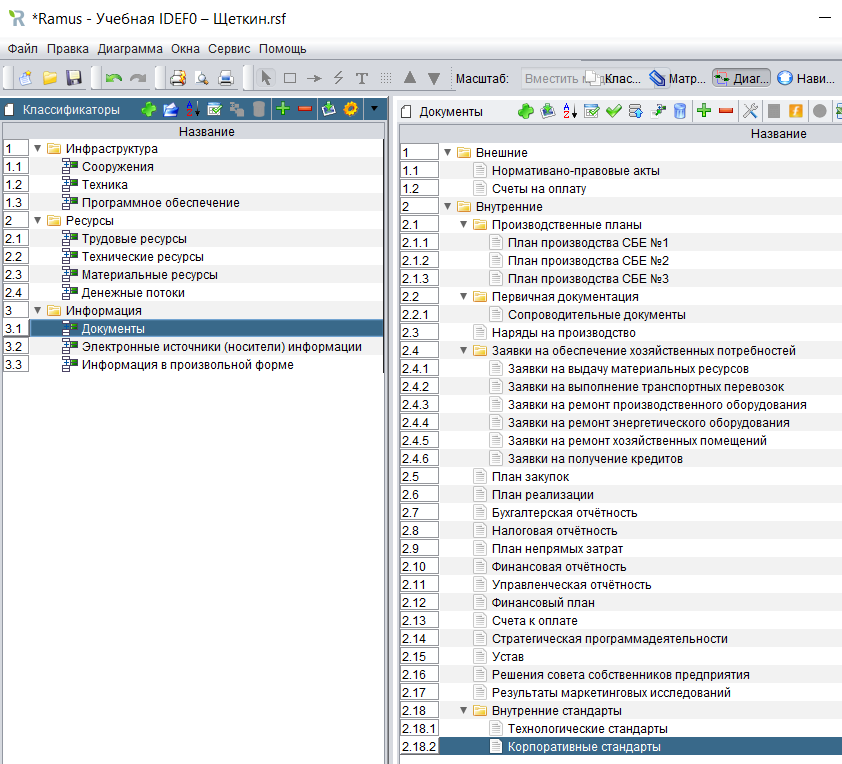 *Ramus - Учебная IDEF0 – Щеткин.rsf
Файл Правка Диаграмма Окна Сервис Помощь
Масштаб: Вместить Клас... Матр... Диаг... Нави...
Классификаторы
Название
1 Инфраструктура
1.1 Сооружения
1.2 Техника
1.3 Программное обеспечение
2 Ресурсы
2.1 Трудовые ресурсы
2.2 Технические ресурсы
2.3 Материальные ресурсы
2.4 Денежные потоки
3 Информация
3.1 Документы
3.2 Электронные источники (носители) информации
3.3 Информация в произвольной форме
Документы
Название
1 Внешние
1.1 Нормативано-правовые акты
1.2 Счеты на оплату
2 Внутренние
2.1 Производственные планы
2.1.1 План производства СБЕ №1
2.1.2 План производства СБЕ №2
2.1.3 План производства СБЕ №3
2.2 Первичная документация
2.2.1 Сопроводительные документы
2.3 Наряды на производство
2.4 Заявки на обеспечение хозяйственных потребностей
2.4.1 Заявки на выдачу материальных ресурсов
2.4.2 Заявки на выполнение транспортных перевозок
2.4.3 Заявки на ремонт производственного оборудования
2.4.4 Заявки на ремонт энергетического оборудования
2.4.5 Заявки на ремонт хозяйственных помещений
2.4.6 Заявки на получение кредитов
2.5 План закупок
2.6 План реализации
2.7 Бухгалтерская отчётность
2.8 Налоговая отчётность
2.9 План непрямых затрат
2.10 Финансовая отчётность
2.11 Управленческая отчётность
2.12 Финансовый план
2.13 Счета к оплате
2.14 Стратегическая программадеятельности
2.15 Устав
2.16 Решения совета собственников предприятия
2.17 Результаты маркетинговых исследований
2.18 Внутренние стандарты
2.18.1 Технологические стандарты
2.18.2 Корпоративные стандарты